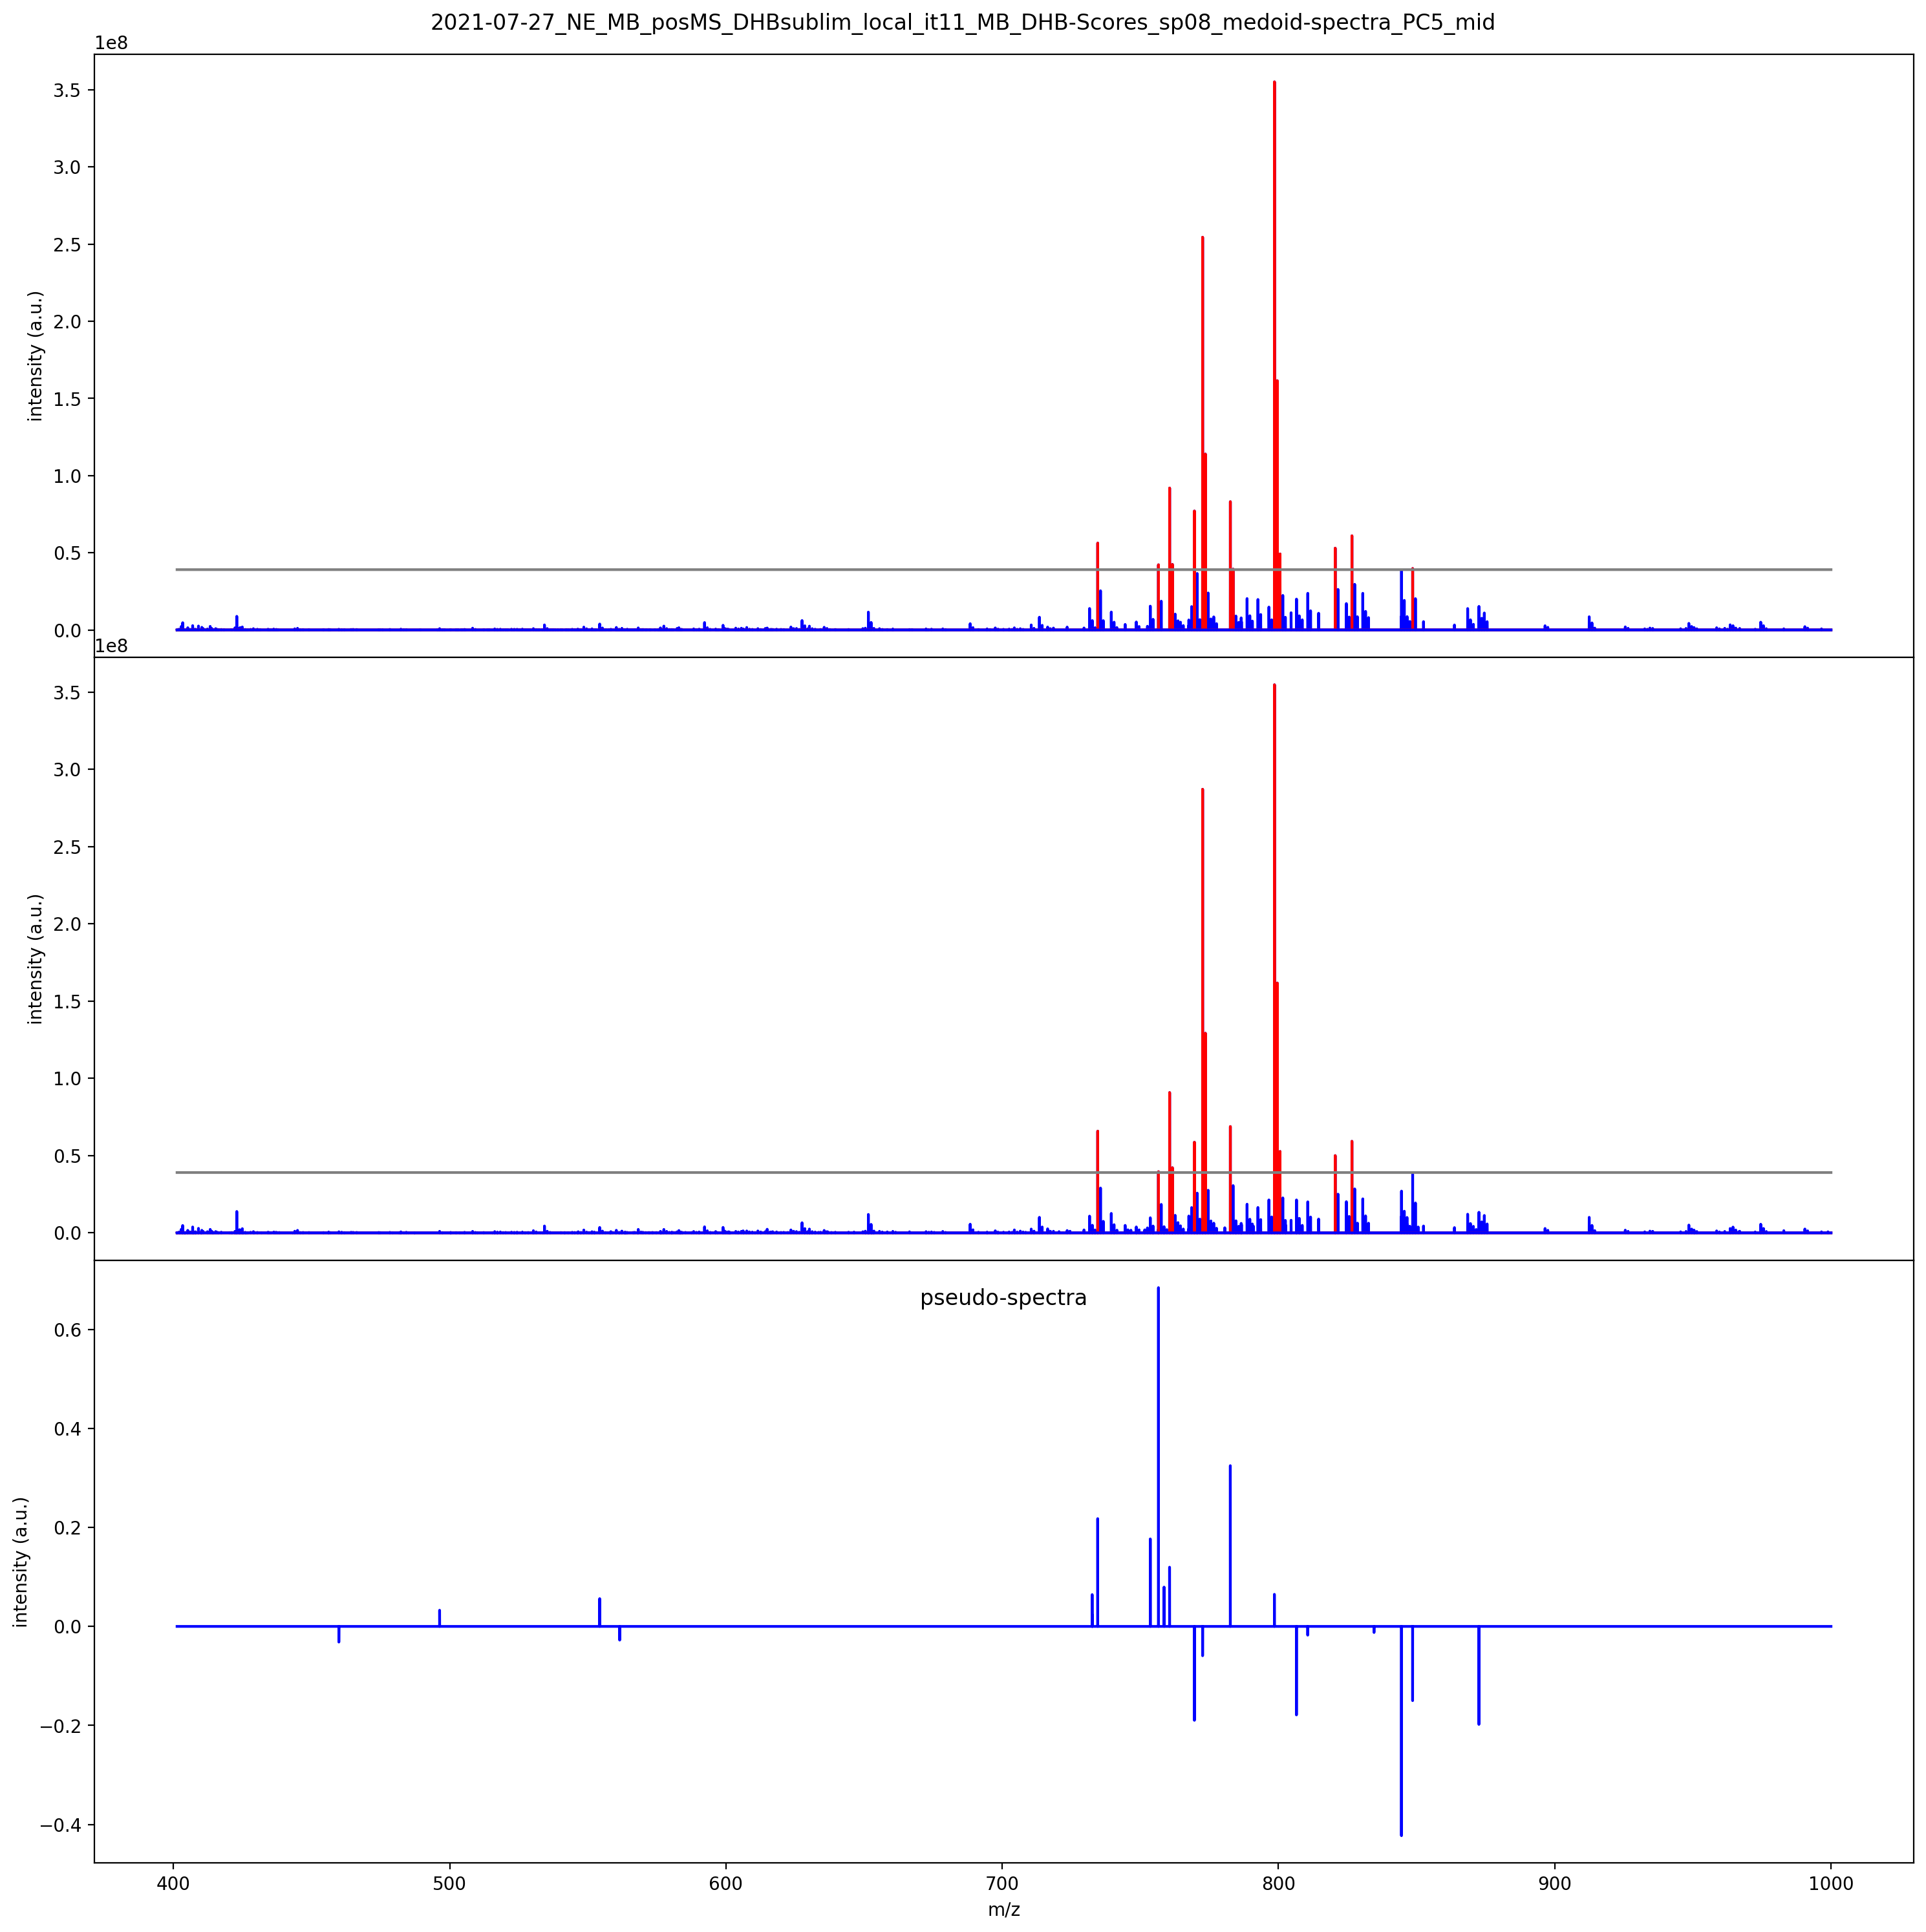 2021-07-27_NE_MB_posMS_DHBsublim_local_it11_MB_DHB-Scores_sp08_medoid-spectra_PC5_mid
1e8
3.5
3.0
2.5
2.0
1.5
1.0
0.5
0.0
intensity (a.u.)
1e8
3.5
3.0
2.5
2.0
1.5
1.0
0.5
0.0
intensity (a.u.)
pseudo-spectra
0.6
0.4
0.2
0.0
−0.2
−0.4
intensity (a.u.)
400 500 600 700 800 900 1000
m/z